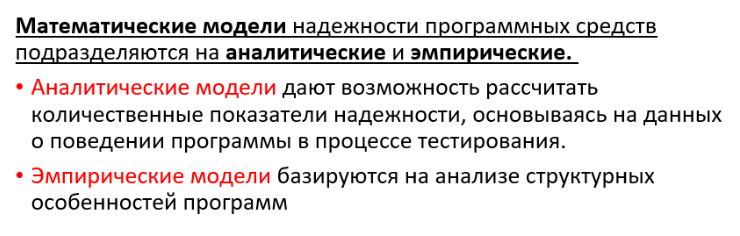 Математические модели надежности программных средств
подразделяются на аналитические и эмпирические.
• Аналитические модели дают возможность рассчитать
количественные показатели надежности, основываясь на данных
о поведении программы в процессе тестирования.
• Эмпирические модели базируются на анализе структурных
особенностей программ